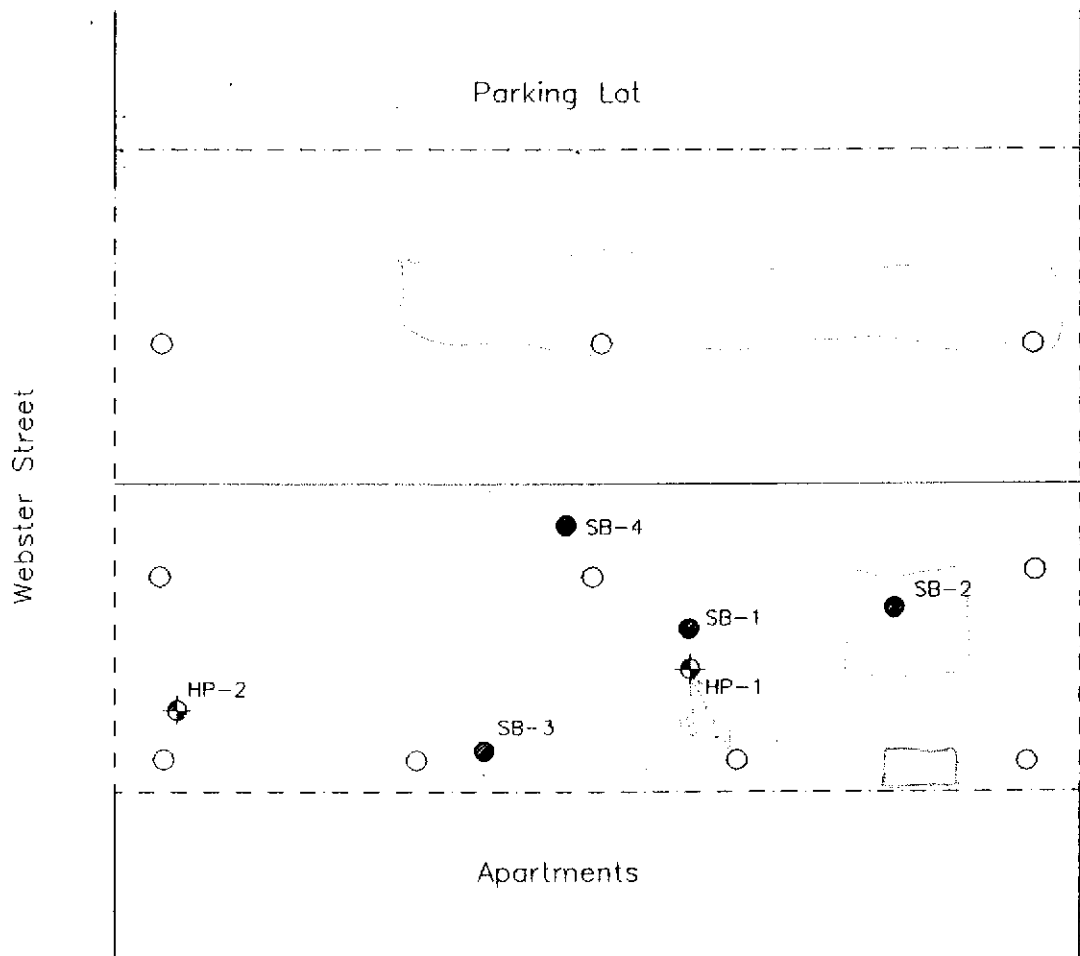 Parking Lot
Webster Street
SB-4
SB-2
SB-1
HP-1
HP-2
SB-3
Apartments